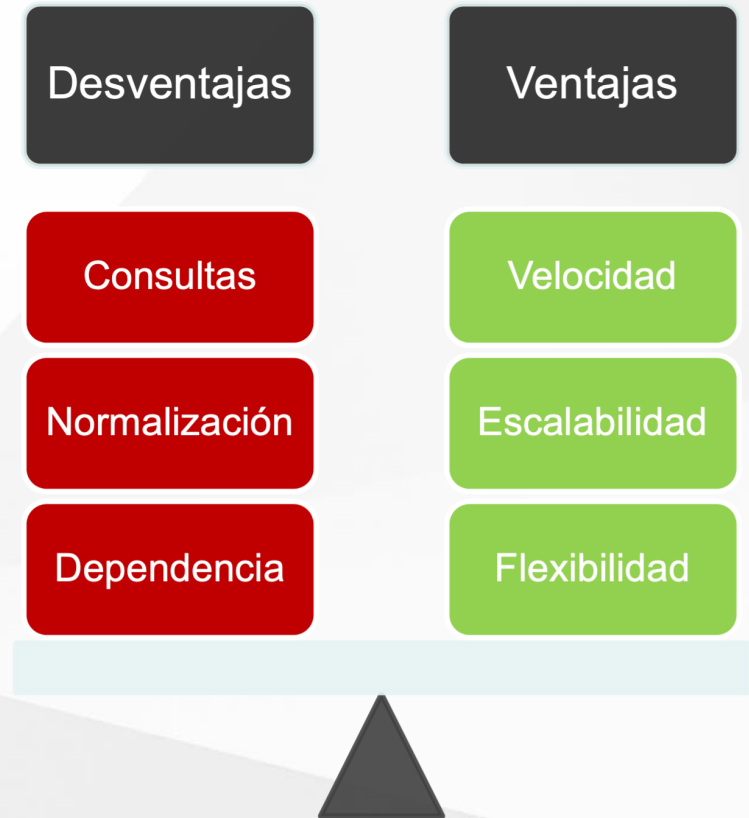 Desventajas
Ventajas
Consultas
Velocidad
Normalización
Escalabilidad
Dependencia
Flexibilidad